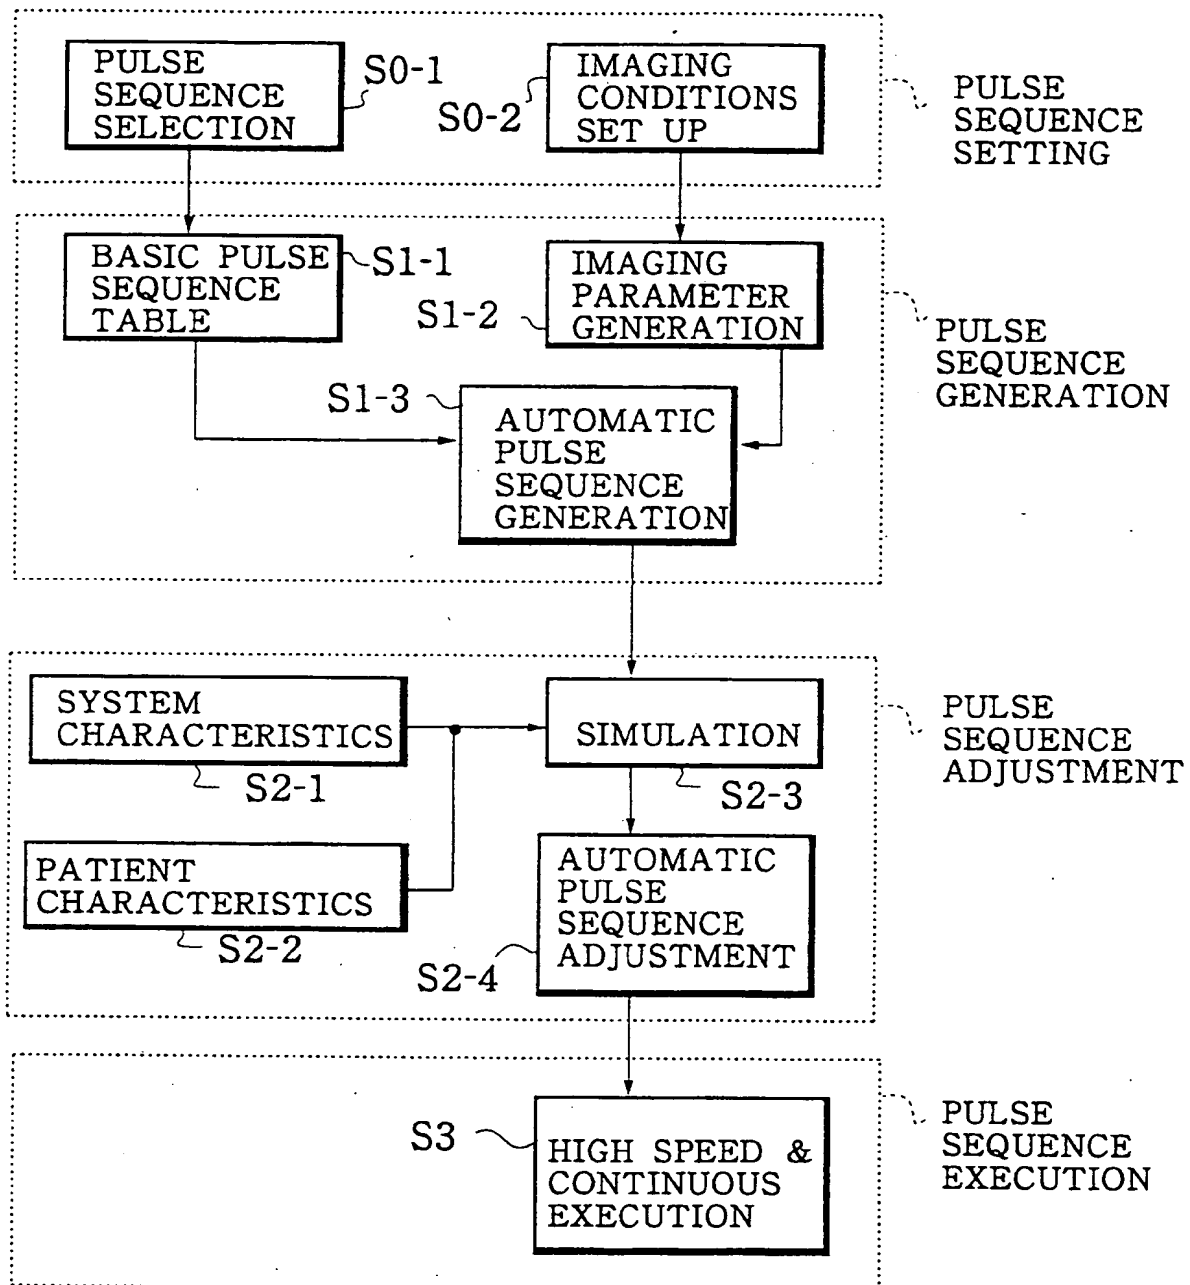 PULSE
SEQUENCE
SELECTION
S0-1
S0-2
IMAGING
CONDITIONS
SET UP
PULSE
SEQUENCE
SETTING
BASIC PULSE
SEQUENCE
TABLE
S1-1
S1-2
IMAGING
PARAMETER
GENERATION
PULSE
SEQUENCE
GENERATION
S1-3
AUTOMATIC
PULSE
SEQUENCE
GENERATION
SYSTEM
CHARACTERISTICS
S2-1
SIMULATION
S2-3
PULSE
SEQUENCE
ADJUSTMENT
PATIENT
CHARACTERISTICS
S2-2
AUTOMATIC
PULSE
SEQUENCE
ADJUSTMENT
S2-4
S3
HIGH SPEED &
CONTINUOUS
EXECUTION
PULSE
SEQUENCE
EXECUTION